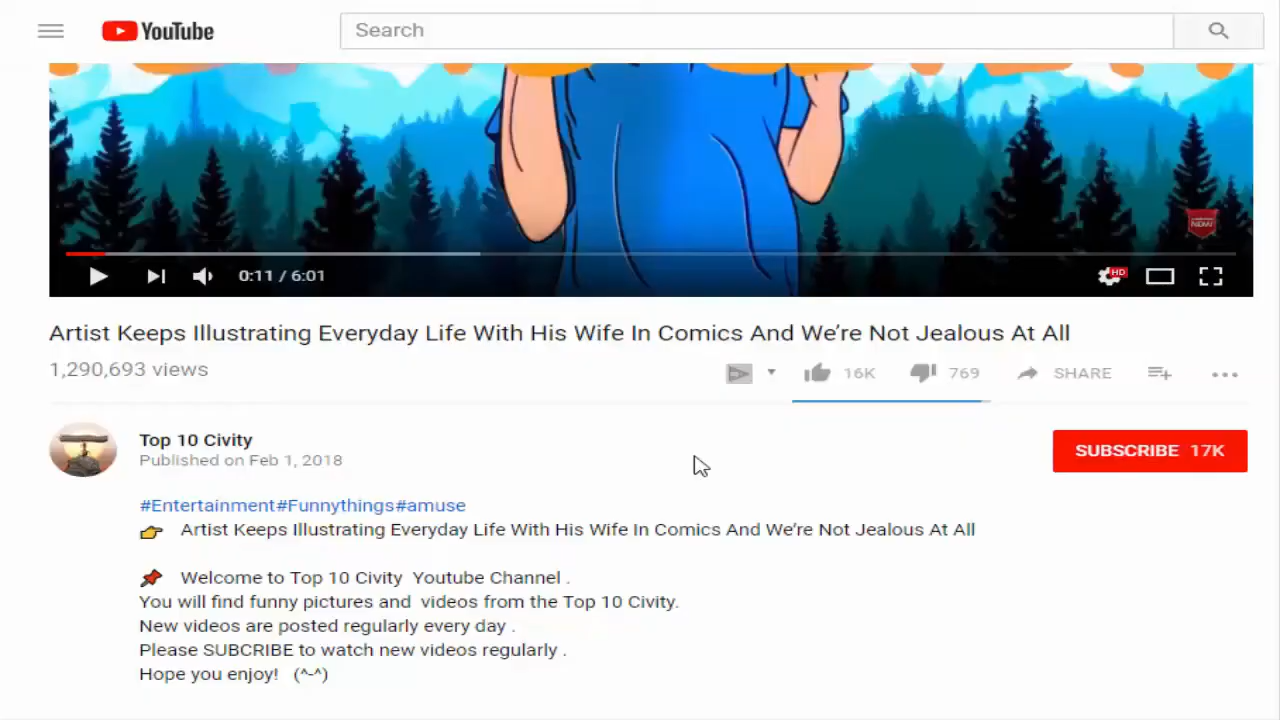 YouTube
Search
NOW
0:11 / 6:01
HD
Artist Keeps Illustrating Everyday Life With His Wife In Comics And We're Not Jealous At All
1,290,693 views
16K
769
SHARE
Top 10 Civity
Published on Feb 1, 2018
SUBSCRIBE 17K
#Entertainment#Funnythings#amuse
👉 Artist Keeps Illustrating Everyday Life With His Wife In Comics And We're Not Jealous At All
📌 Welcome to Top 10 Civity Youtube Channel .
You will find funny pictures and videos from the Top 10 Civity.
New videos are posted regularly every day .
Please SUBCRIBE to watch new videos regularly .
Hope you enjoy! (^-^)